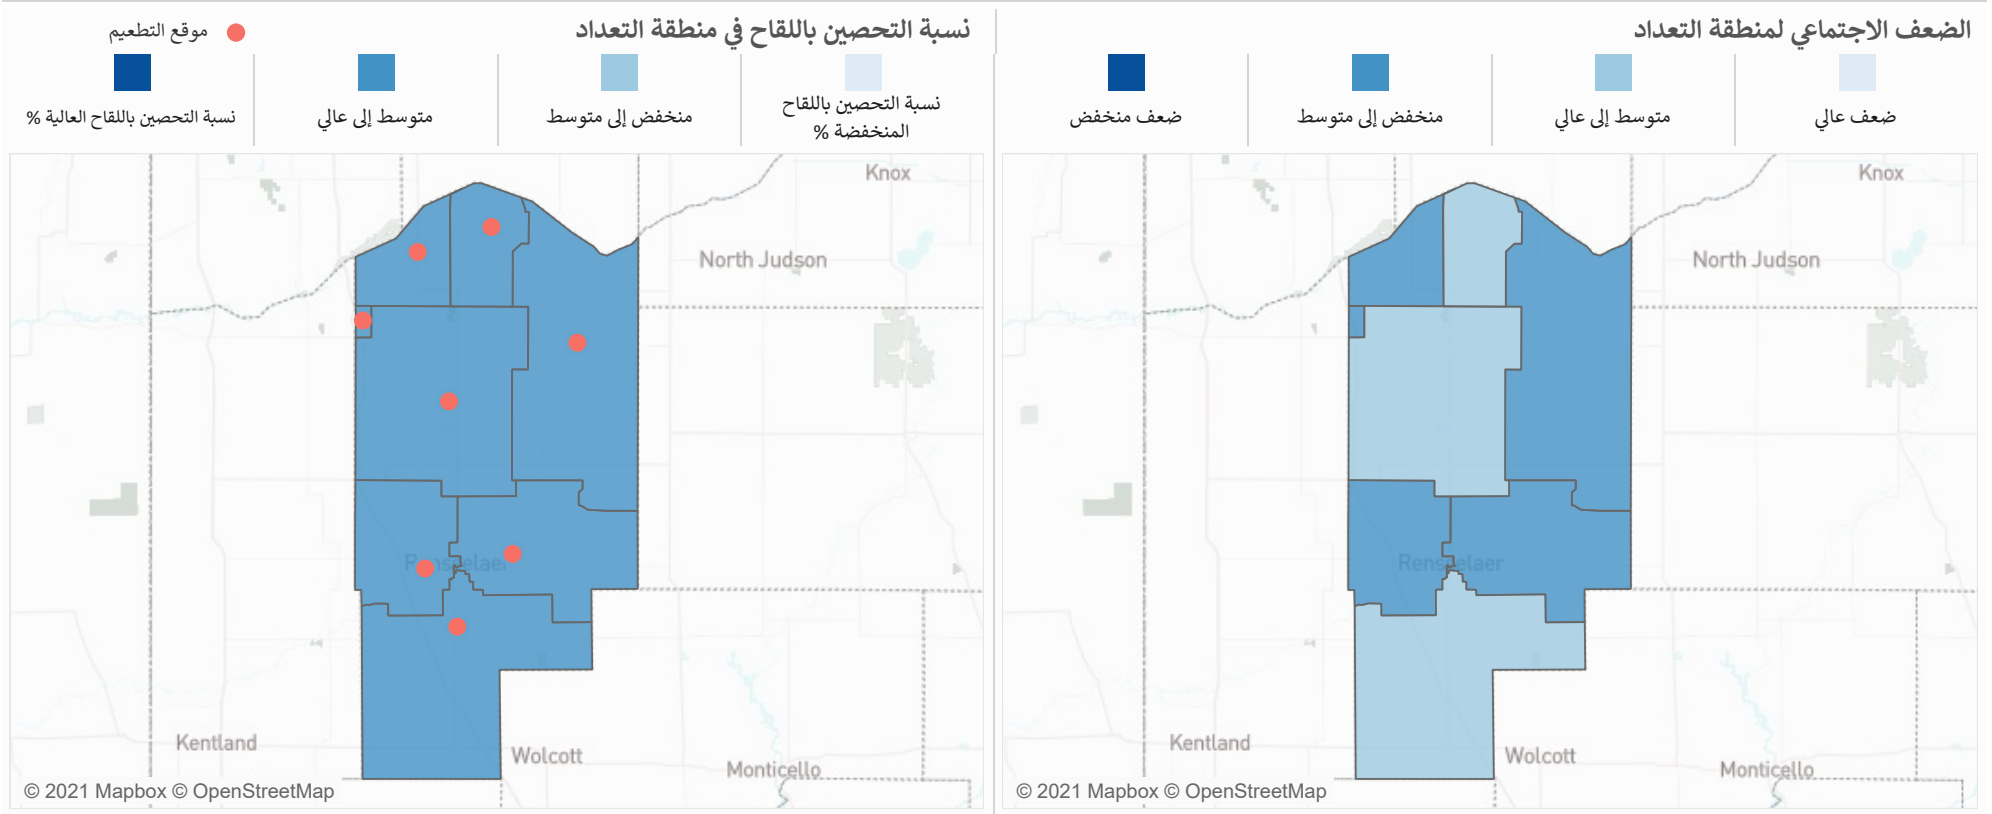 الضعف الاجتماعي لمنطقة التعداد
ضعف عالي
متوسط إلى عالي
منخفض إلى متوسط
ضعف منخفض
Knox
North Judson
Rensselaer
Kentland
Wolcott
Monticello
© 2021 Mapbox © OpenStreetMap
نسبة التحصين باللقاح في منطقة التعداد
موقع التطعيم
نسبة التحصين باللقاح
المنخفضة %
منخفض إلى متوسط
متوسط إلى عالي
نسبة التحصين باللقاح العالية %
Knox
North Judson
Rensselaer
Kentland
Wolcott
Monticello
© 2021 Mapbox © OpenStreetMap